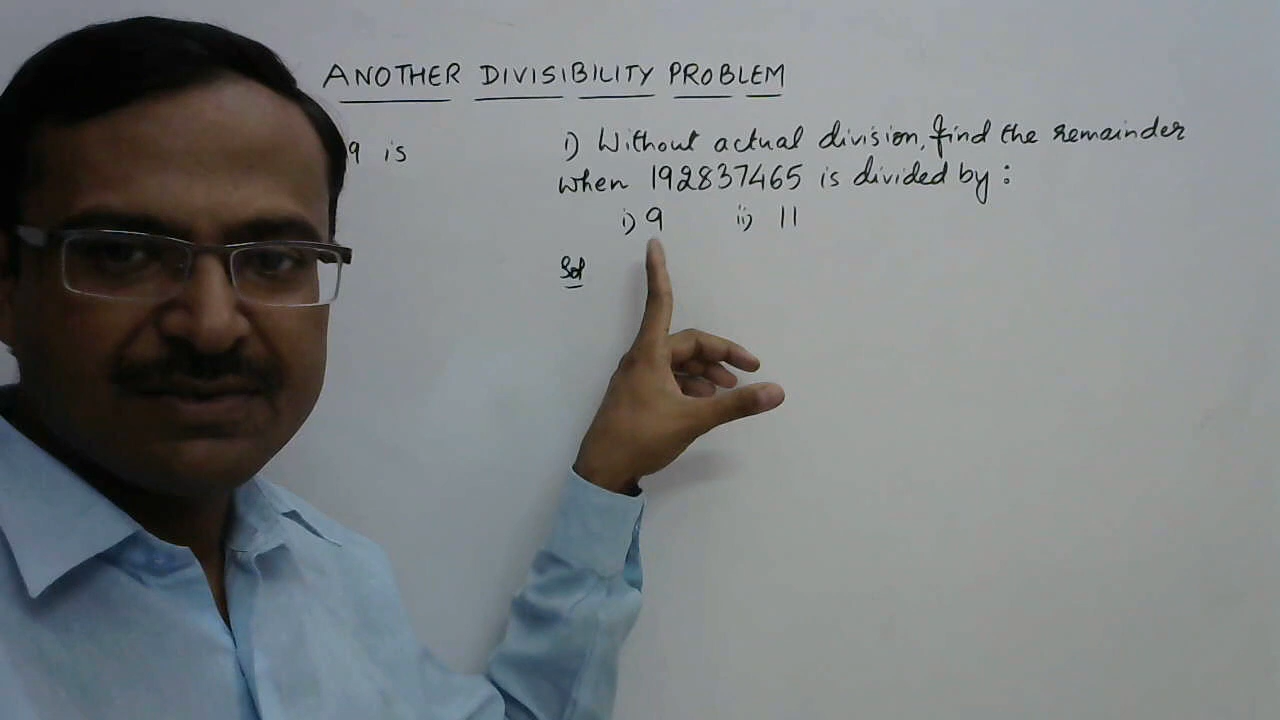 ANOTHER DIVISIBILITY PROBLEM
9 is
i) Without actual division, find the remainder
when 192837465 is divided by :
i) 9 ii) 11
Sol